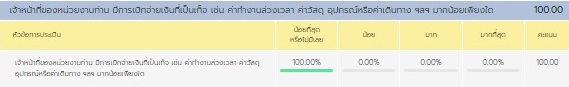 เจ้าหน้าที่ของหน่วยงานท่าน มีการเบิกจ่ายเงินที่เป็นเท็จ เช่น ค่าทำงานล่วงเวลา ค่าวัสดุ อุปกรณ์หรือค่าเดินทาง ฯลฯ มากน้อยเพียงใด 100.00
หัวข้อการประเมิน น้อยที่สุด หรือไม่มีเลย น้อย มาก มากที่สุด คะแนน
เจ้าหน้าที่ของหน่วยงานท่าน มีการเบิกจ่ายเงินที่เป็นเท็จ เช่น ค่าทำงานล่วงเวลา ค่าวัสดุ 100.00% 0.00% 0.00% 0.00% 100.00
อุปกรณ์หรือค่าเดินทาง ฯลฯ มากน้อยเพียงใด